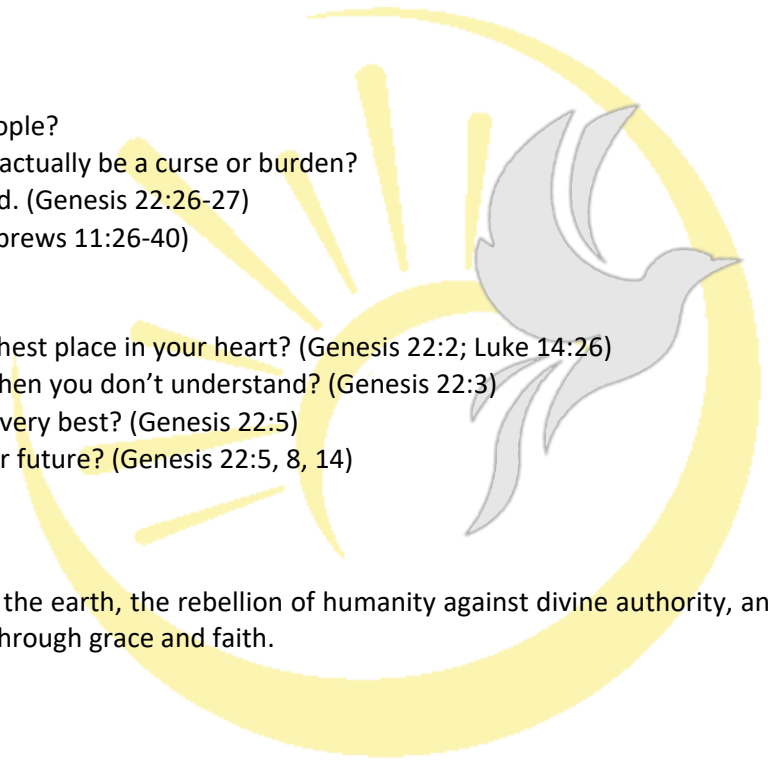 ople?
actually be a curse or burden?
d. (Genesis 22:26-27)
brews 11:26-40)
hest place in your heart? (Genesis 22:2; Luke 14:26)
hen you don’t understand? (Genesis 22:3)
very best? (Genesis 22:5)
r future? (Genesis 22:5, 8, 14)
the earth, the rebellion of humanity against divine authority, an
hrough grace and faith.